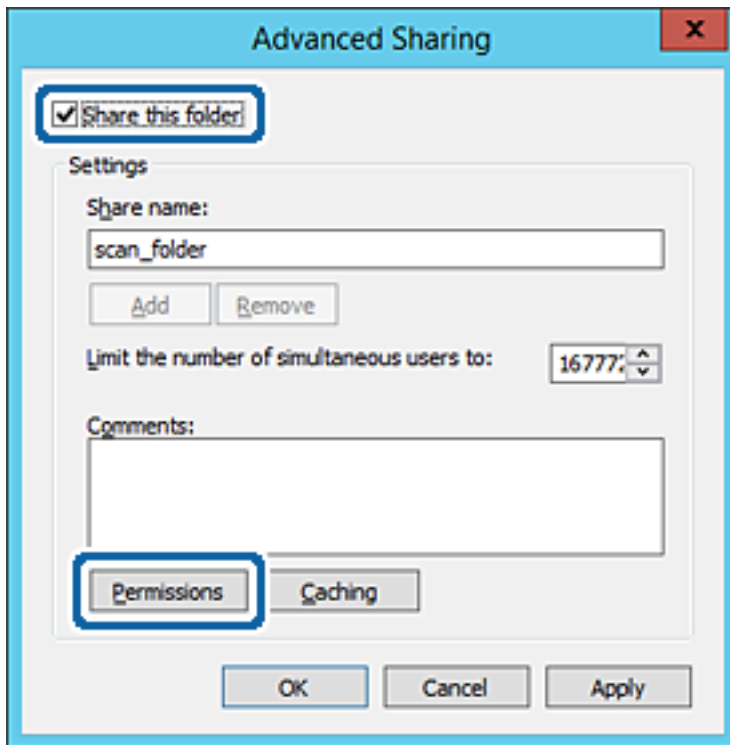 Advanced Sharing
x
Share this folder
Settings
Share name:
scan_folder
Add Remove
Limit the number of simultaneous users to:
Comments:
Permissions Caching
OK Cancel Apply